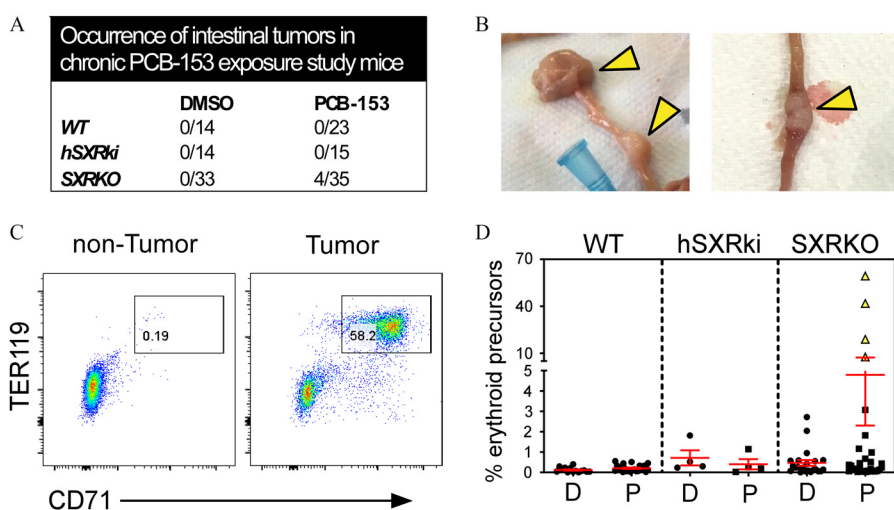 A
Occurrence of intestinal tumors in
chronic PCB-153 exposure study mice
DMSO PCB-153
WT 0/14 0/23
hSXRki 0/14 0/15
SXRKO 0/33 4/35
B
C
non-Tumor Tumor
TER119
0.19
58.2
CD71
D
WT hSXRki SXRKO
% erythroid precursors
70
40
10
5
4
3
2
1
0
D P D P D P